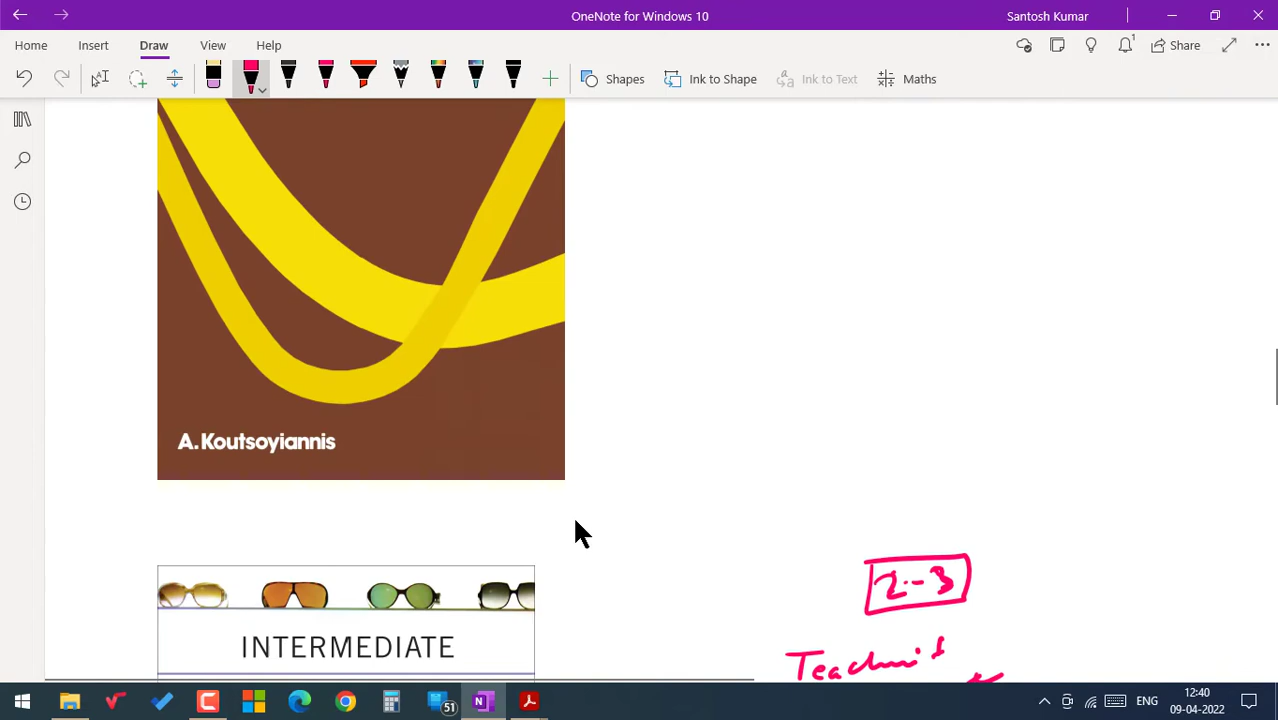 OneNote for Windows 10
Santosh Kumar
Home Insert Draw View Help
Share
Shapes Ink to Shape Ink to Text Maths
A. Koutsoyiannis
2-3
INTERMEDIATE
51
ENG
12:40
09-04-2022